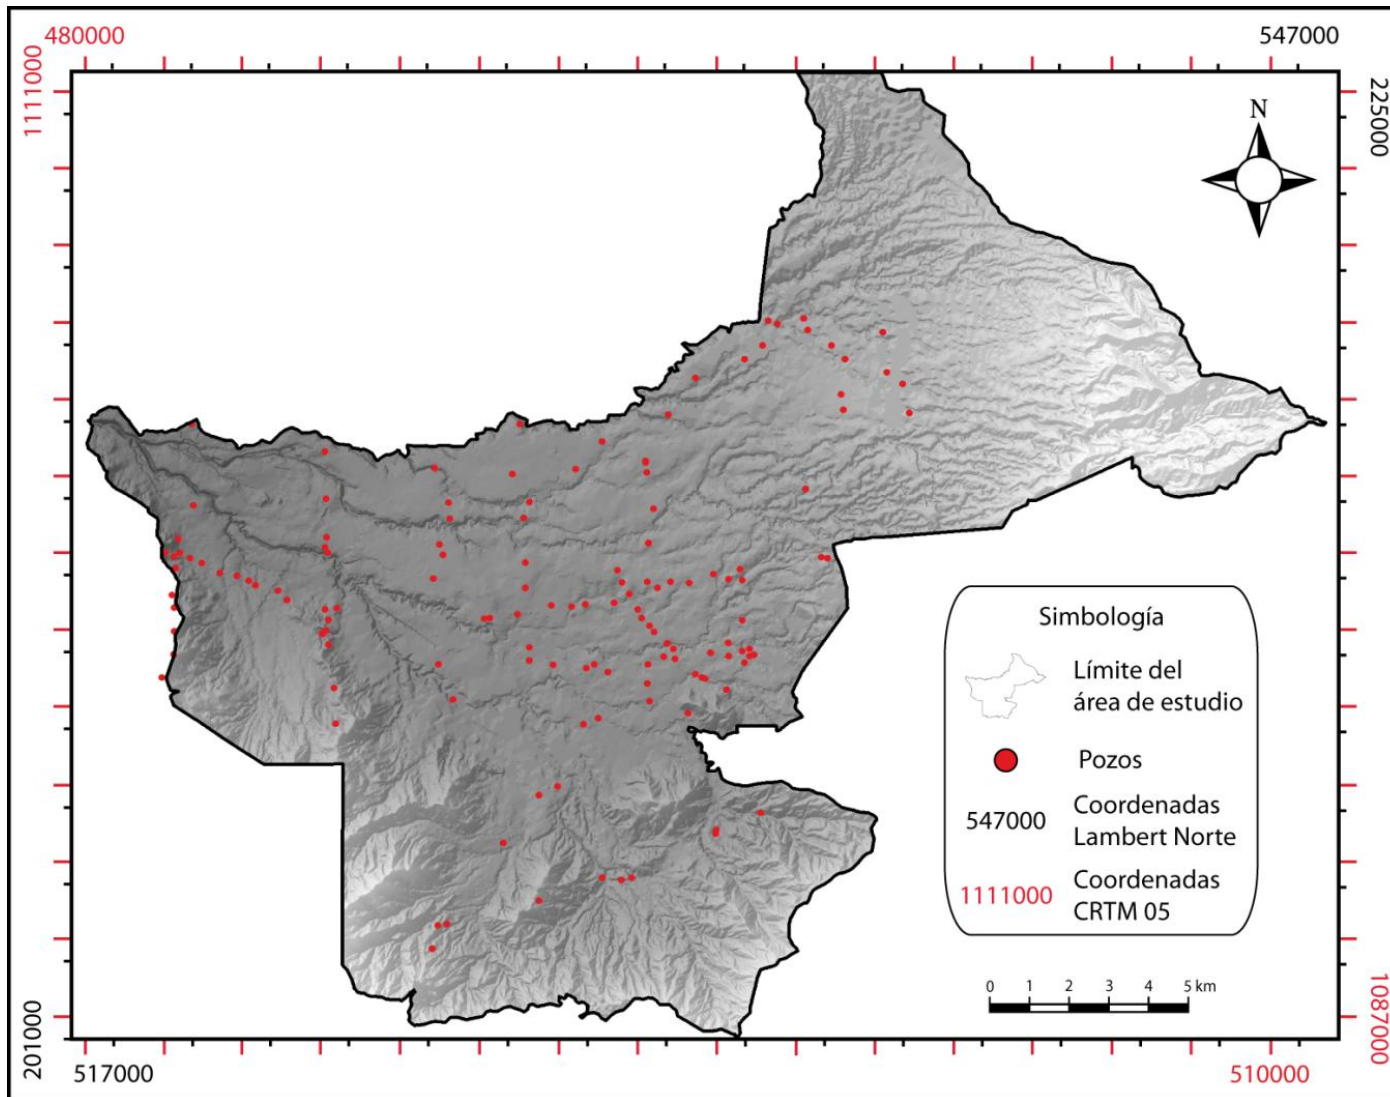 480000
547000
1111000
225000
N
Simbología
Límite del
área de estudio
Pozos
547000
Coordenadas
Lambert Norte
1111000
Coordenadas
CRTM 05
0 1 2 3 4 5 km
201000
1087000
517000
510000